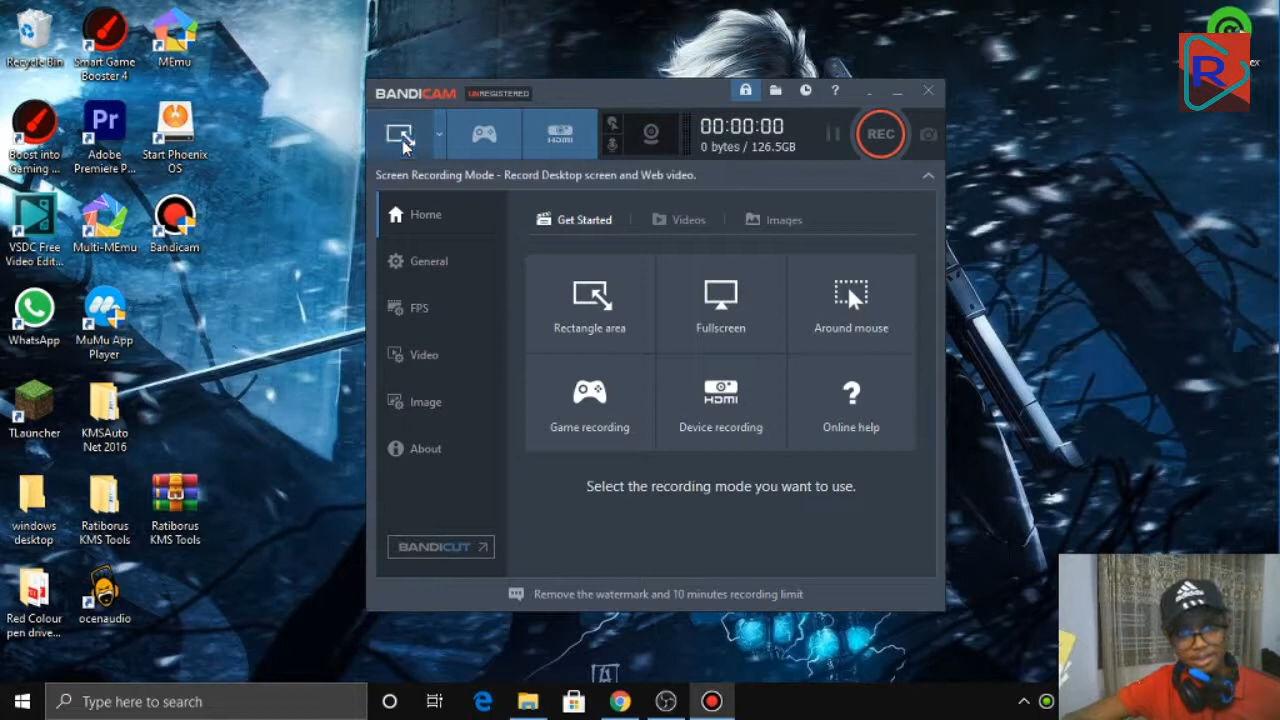 Recycle Bin
Smart Game
Booster 4
MEmu
Boost into
Gaming ...
Adobe
Premiere P...
Start Phoenix
OS
VSDC Free
Video Edit...
Multi-MEmu
Bandicam
WhatsApp
MuMu App
Player
TLauncher
KMSAuto
Net 2016
windows
desktop
Ratiborus
KMS Tools
Ratiborus
KMS Tools
Red Colour
pen drive...
ocenaudio
Pr
BANDICAM UNREGISTERED
HDMI
00:00:00
0 bytes / 126.5GB
REC
Screen Recording Mode - Record Desktop screen and Web video.
Home
General
FPS
Video
Image
About
BANDICUT
Get Started
Videos
Images
Rectangle area
Fullscreen
Around mouse
HDMI
Game recording
Device recording
Online help
Select the recording mode you want to use.
Remove the watermark and 10 minutes recording limit
R
Type here to search